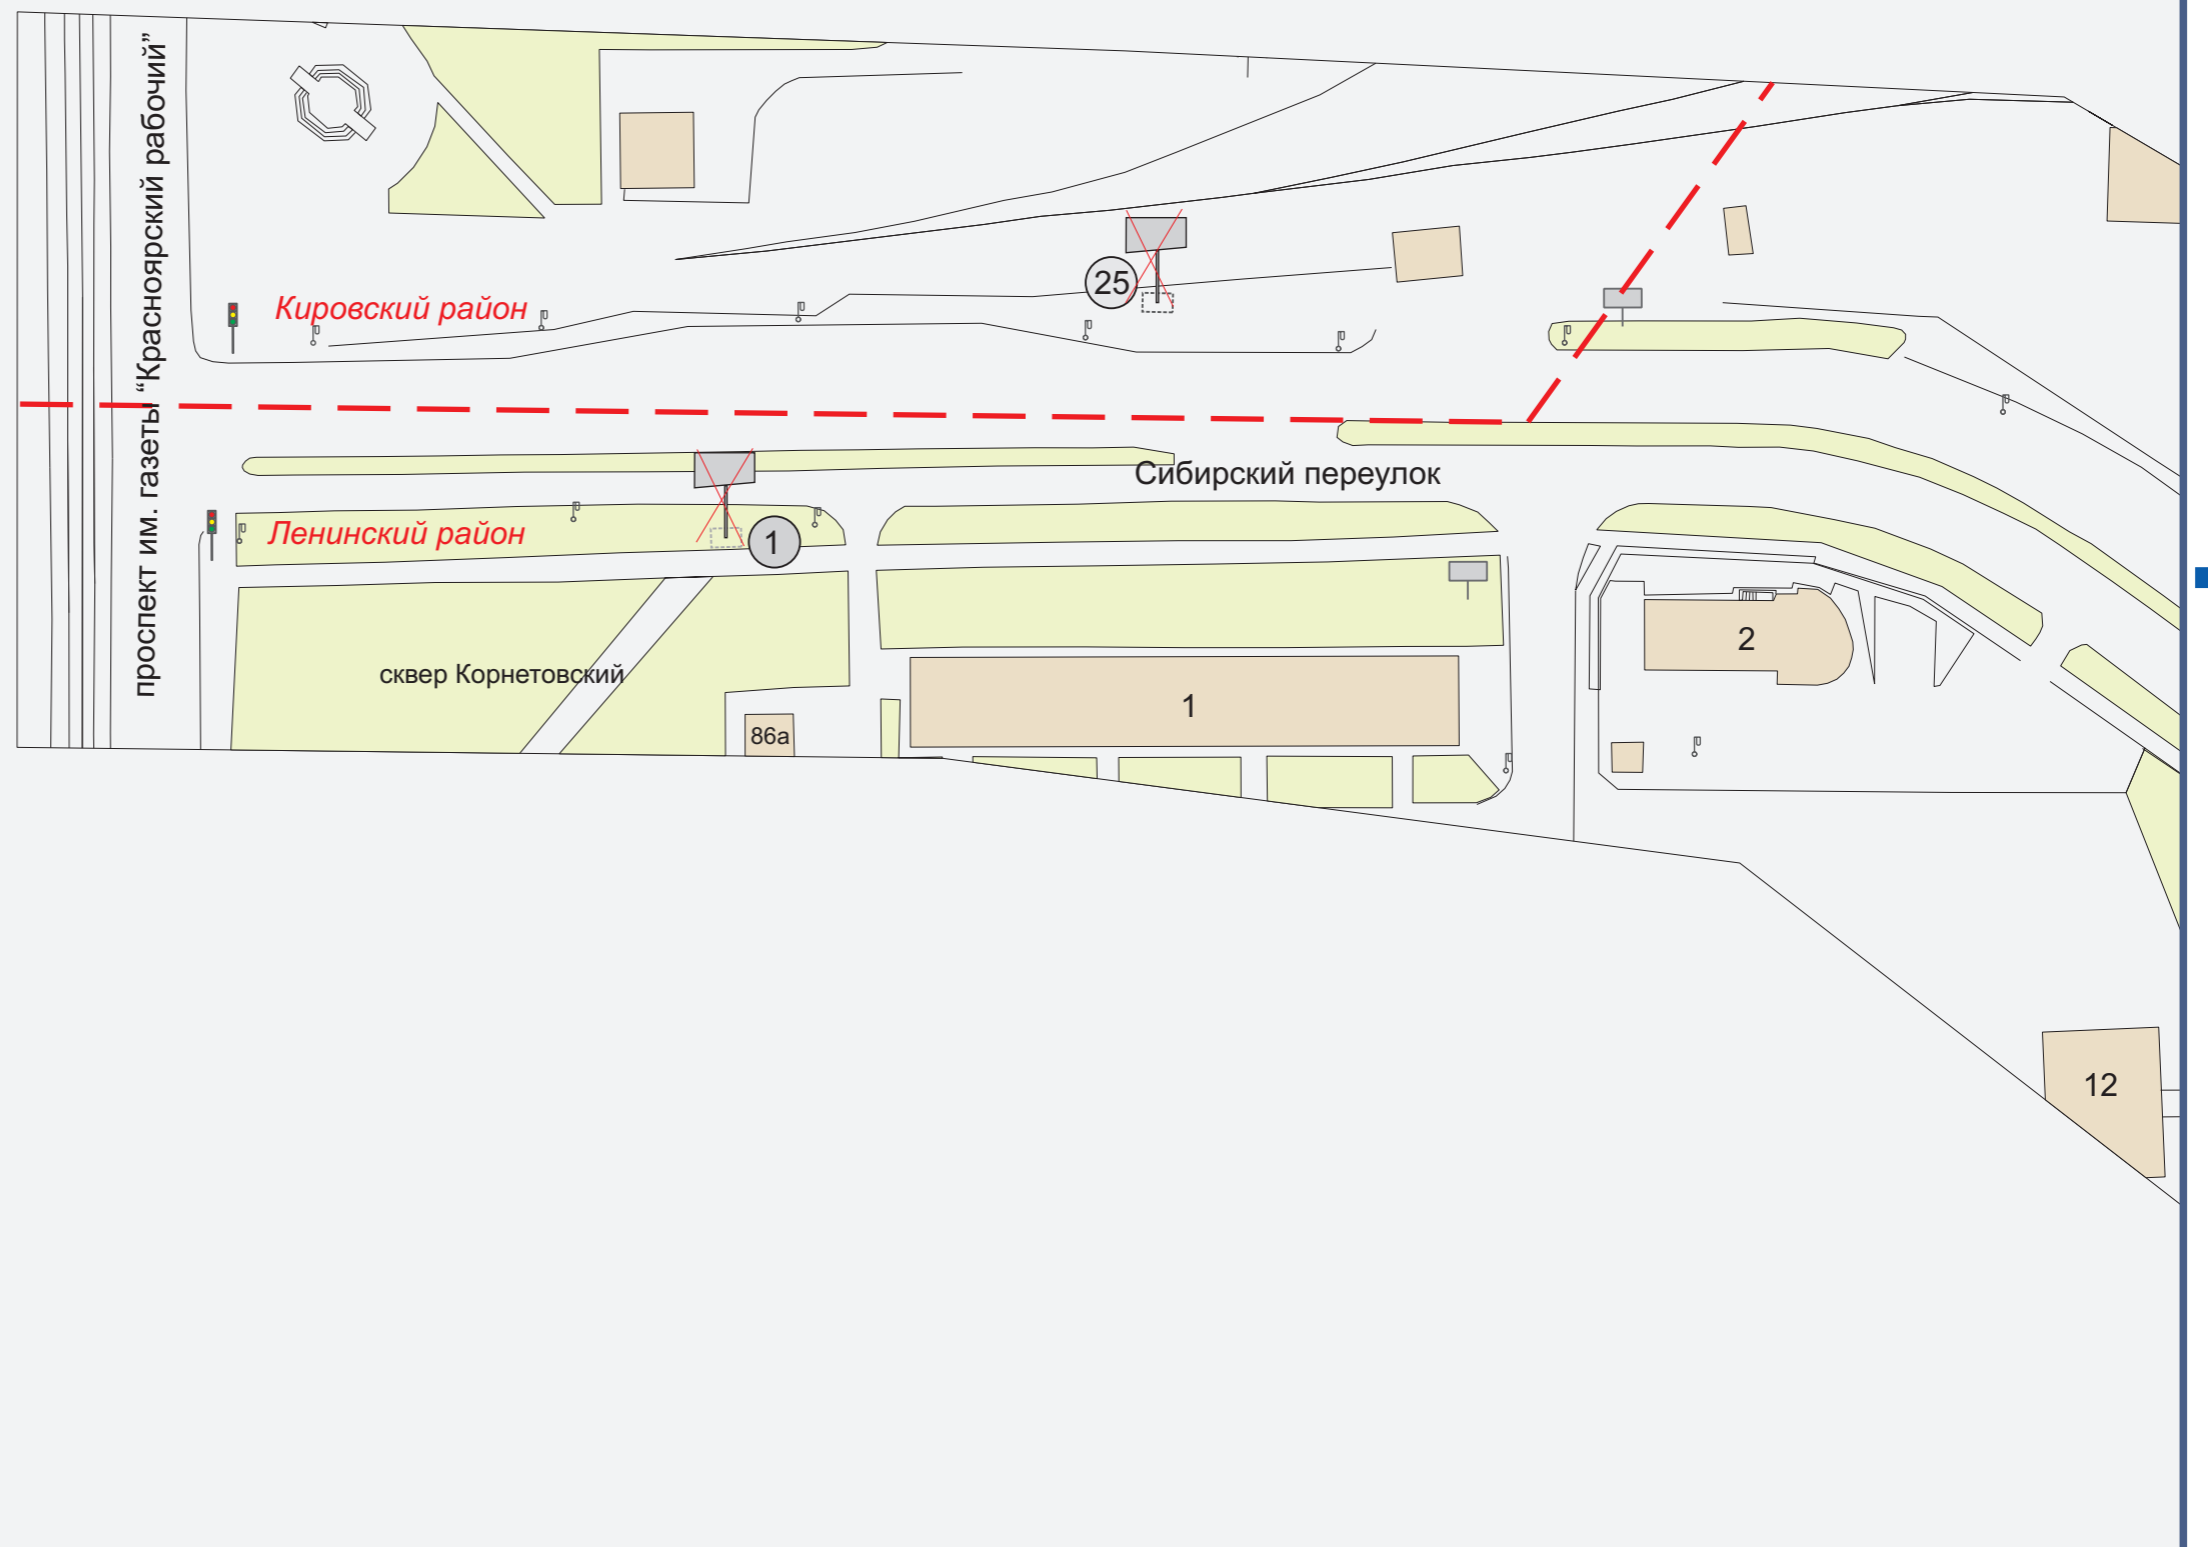 проспект им. газеты “Красноярский рабочий”
25
Кировский район
Сибирский переулок
Ленинский район
1
2
сквер Корнетовский
1
86а
12